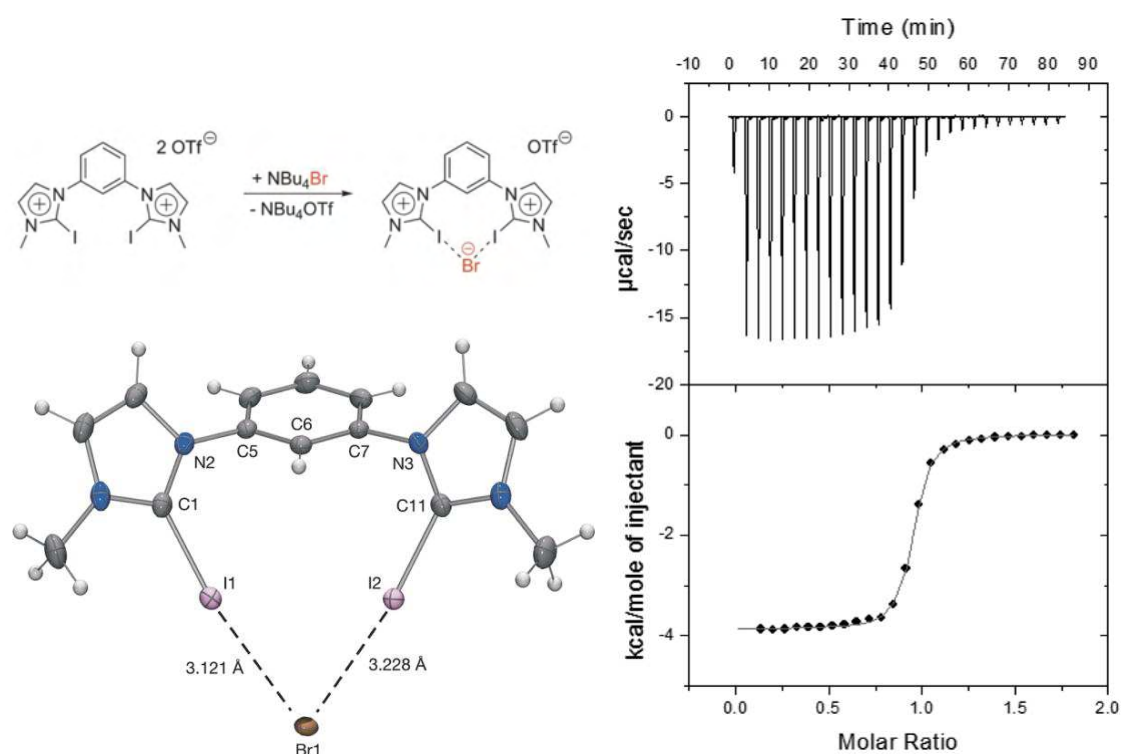 2 OTf⊖
N
⊕
N
I
N
⊕
N
I
+ NBu4Br
- NBu4OTf
OTf⊖
N
⊕
N
I
N
⊕
N
I
⊖
Br
C6
C5
C7
N2
N3
C1
C11
I1
I2
3.121 Å
3.228 Å
Br1
Time (min)
-10 0 10 20 30 40 50 60 70 80 90
0
-5
-10
-15
-20
µcal/sec
0
-2
-4
kcal/mole of injectant
0.0 0.5 1.0 1.5 2.0
Molar Ratio